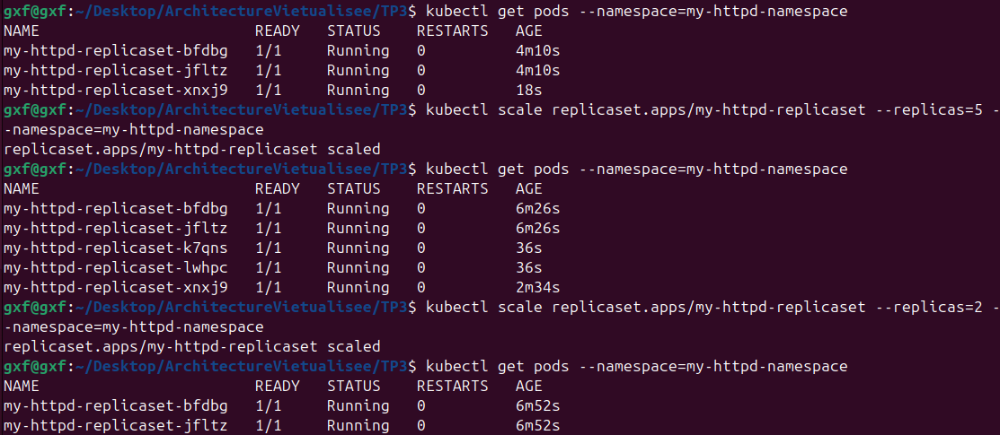 gxf@gxf:~/Desktop/ArchitectureVietualisee/TP3$ kubectl get pods --namespace=my-httpd-namespace
NAME READY STATUS RESTARTS AGE
my-httpd-replicaset-bfdbg 1/1 Running 0 4m10s
my-httpd-replicaset-jfltz 1/1 Running 0 4m10s
my-httpd-replicaset-xnxj9 1/1 Running 0 18s
gxf@gxf:~/Desktop/ArchitectureVietualisee/TP3$ kubectl scale replicaset.apps/my-httpd-replicaset --replicas=5 -
-namespace=my-httpd-namespace
replicaset.apps/my-httpd-replicaset scaled
gxf@gxf:~/Desktop/ArchitectureVietualisee/TP3$ kubectl get pods --namespace=my-httpd-namespace
NAME READY STATUS RESTARTS AGE
my-httpd-replicaset-bfdbg 1/1 Running 0 6m26s
my-httpd-replicaset-jfltz 1/1 Running 0 6m26s
my-httpd-replicaset-k7qns 1/1 Running 0 36s
my-httpd-replicaset-lwhpc 1/1 Running 0 36s
my-httpd-replicaset-xnxj9 1/1 Running 0 2m34s
gxf@gxf:~/Desktop/ArchitectureVietualisee/TP3$ kubectl scale replicaset.apps/my-httpd-replicaset --replicas=2 -
-namespace=my-httpd-namespace
replicaset.apps/my-httpd-replicaset scaled
gxf@gxf:~/Desktop/ArchitectureVietualisee/TP3$ kubectl get pods --namespace=my-httpd-namespace
NAME READY STATUS RESTARTS AGE
my-httpd-replicaset-bfdbg 1/1 Running 0 6m52s
my-httpd-replicaset-jfltz 1/1 Running 0 6m52s